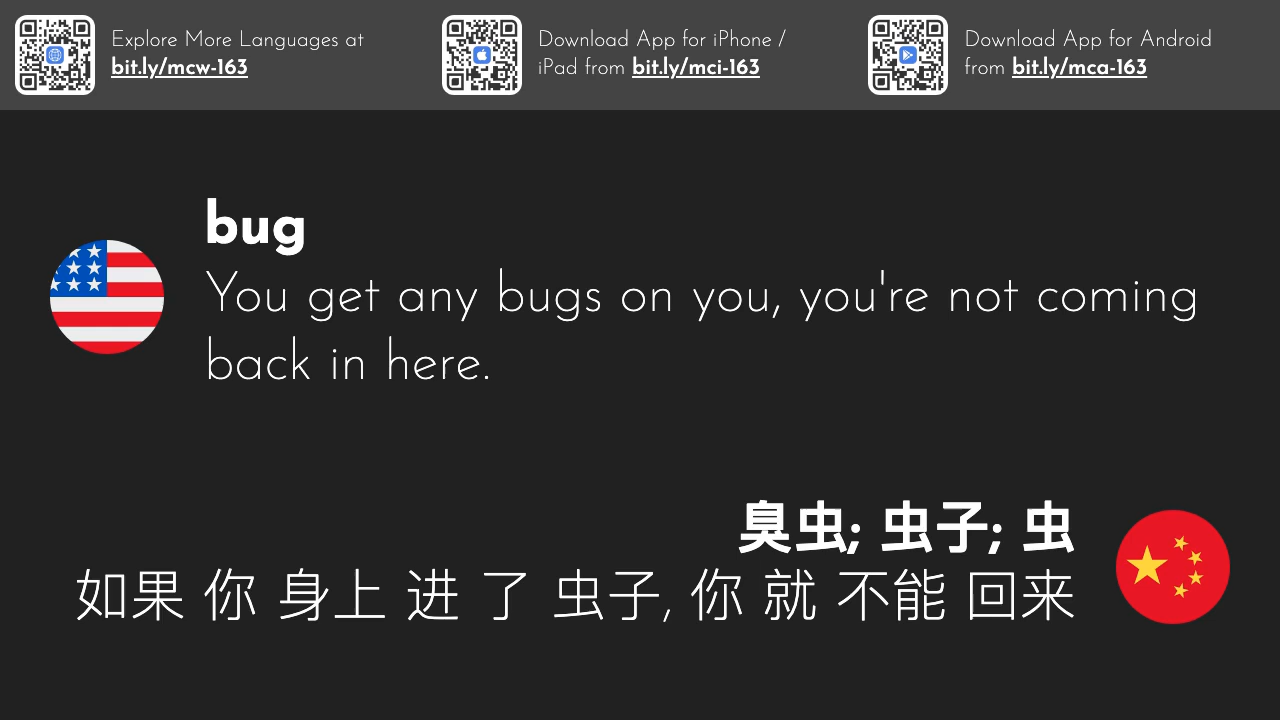 Explore More Languages at
bit.ly/mcw-163
Download App for iPhone /
iPad from bit.ly/mci-163
Download App for Android
from bit.ly/mca-163
bug
You get any bugs on you, you're not coming
back in here.
臭虫; 虫子; 虫
如果 你 身上 进 了 虫子, 你 就 不能 回来